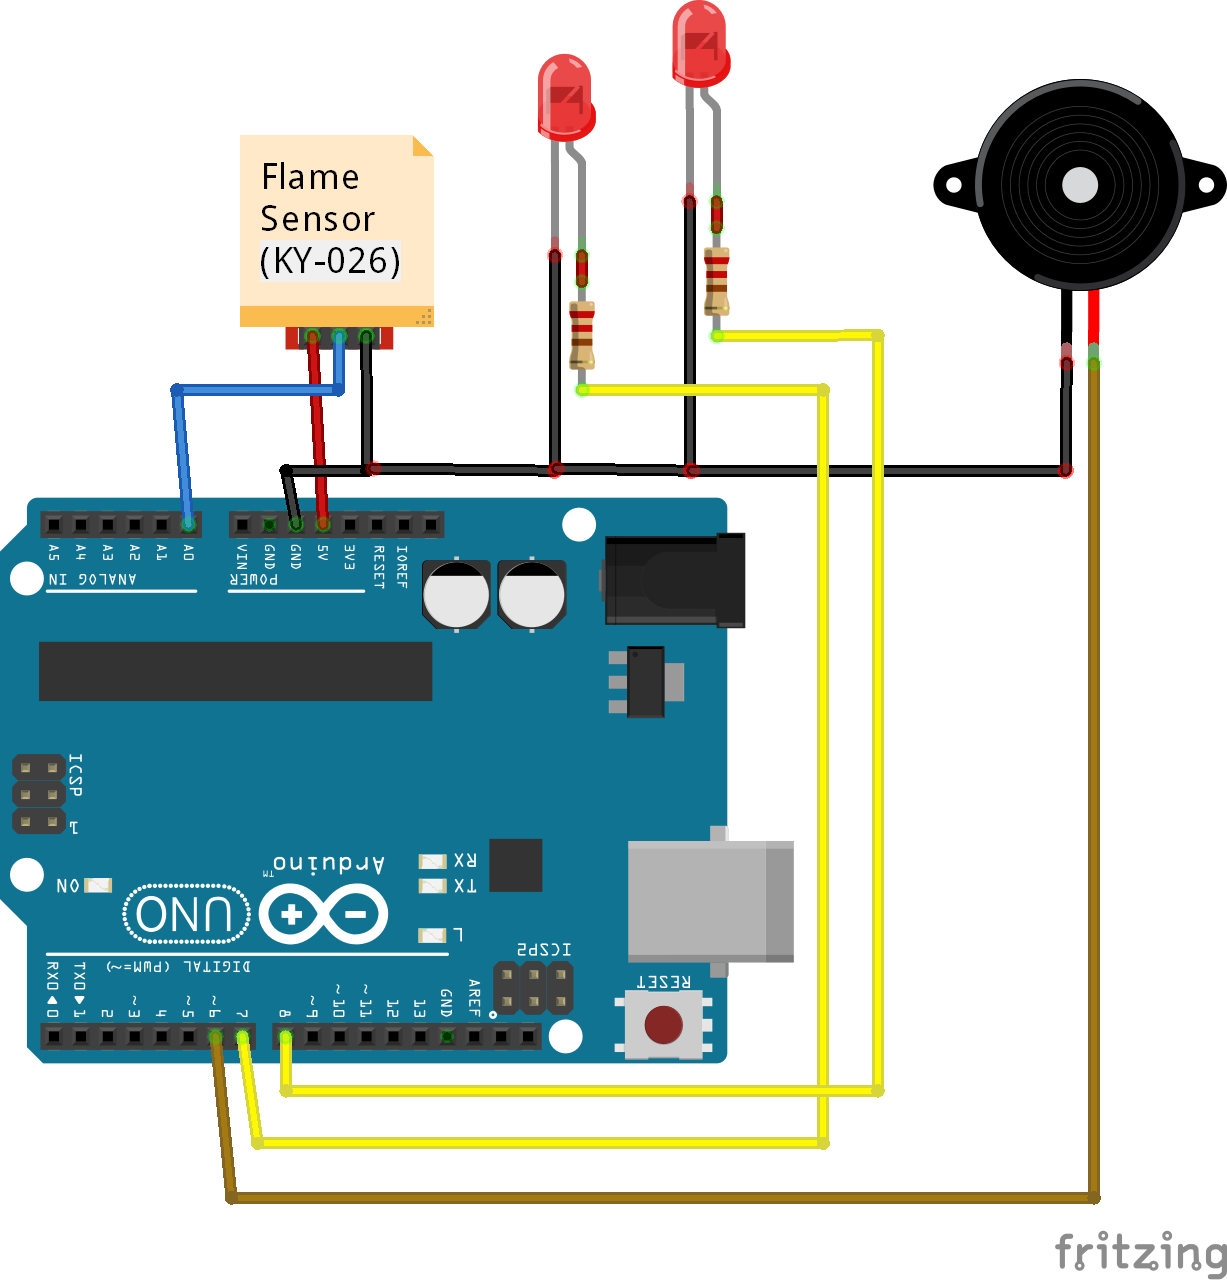 Flame
Sensor
(KY-026)
A5
A4
A3
A2
A1
A0
VIN
GND
GND
5V
3V3
RESET
IOREF
ANALOG IN
POWER
ICSP
1
Arduino
TM
RX
TX
ON
UNO
L
ICSP2
DIGITAL (PWM=~)
RESET
RX0 ◀ 0
TX0 ▶ 1
2
~3
4
~5
~6
7
8
~9
~10
~11
12
13
GND
AREF
fritzing